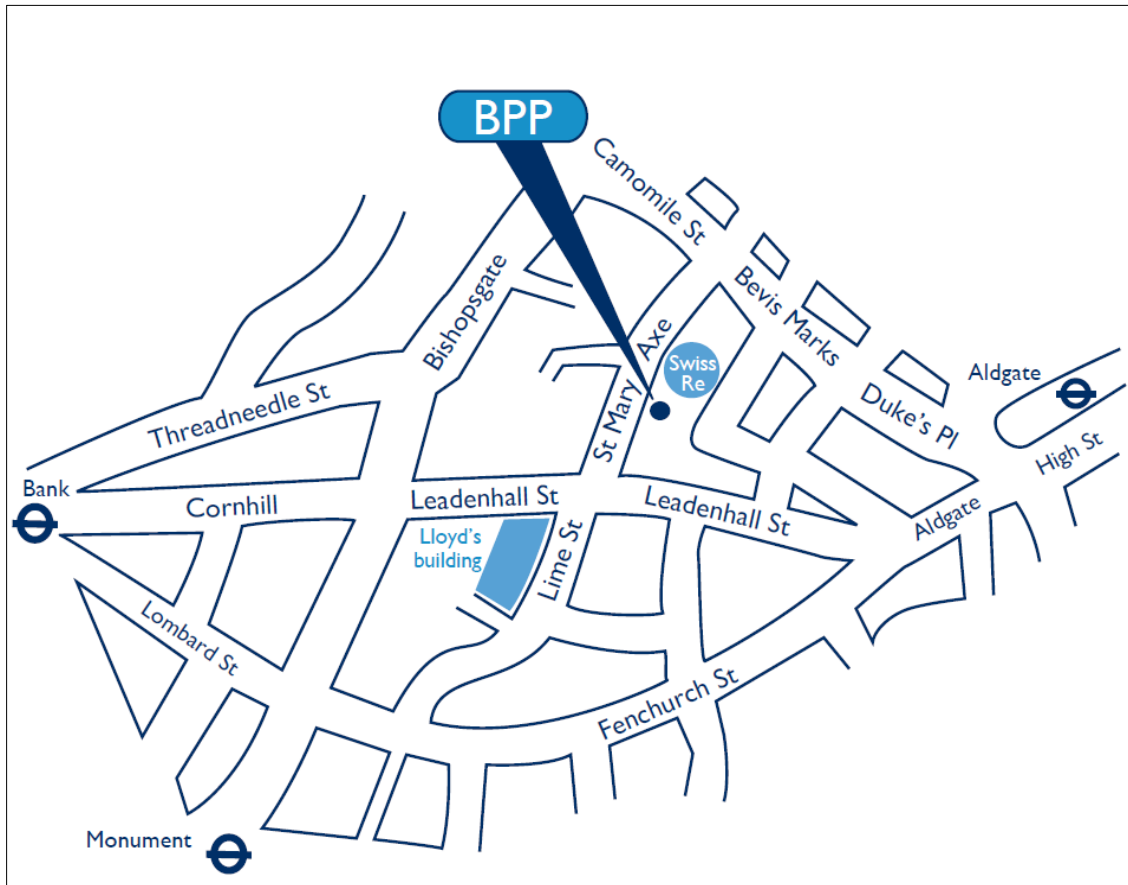 BPP
Camomile St
Bishopsgate
Bevis Marks
St Mary Axe
Swiss
Re
Aldgate
Threadneedle St
Duke's Pl
High St
Bank
Cornhill
Leadenhall St
Leadenhall St
Aldgate
Lloyd's
building
Lime St
Lombard St
Fenchurch St
Monument